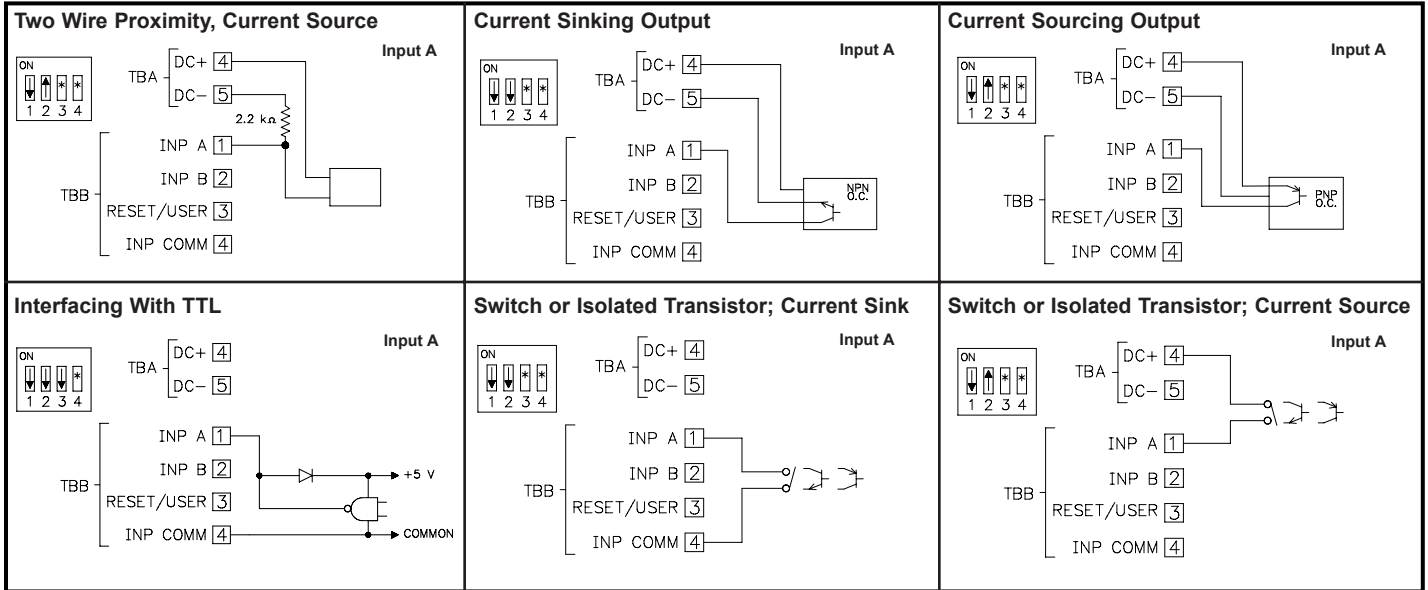 Two Wire Proximity, Current Source
Input A
ON
* *
1 2 3 4
TBA
DC+ 4
DC− 5
2.2 kΩ
INP A 1
INP B 2
TBB
RESET/USER 3
INP COMM 4
Current Sinking Output
Input A
ON
* *
1 2 3 4
TBA
DC+ 4
DC− 5
INP A 1
INP B 2
NPN
O.C.
TBB
RESET/USER 3
INP COMM 4
Current Sourcing Output
Input A
ON
* *
1 2 3 4
TBA
DC+ 4
DC− 5
INP A 1
INP B 2
PNP
O.C.
TBB
RESET/USER 3
INP COMM 4
Interfacing With TTL
Input A
ON
*
1 2 3 4
TBA
DC+ 4
DC− 5
INP A 1
INP B 2
+5 V
TBB
RESET/USER 3
INP COMM 4
COMMON
Switch or Isolated Transistor; Current Sink
Input A
ON
* *
1 2 3 4
TBA
DC+ 4
DC− 5
INP A 1
INP B 2
TBB
RESET/USER 3
INP COMM 4
Switch or Isolated Transistor; Current Source
Input A
ON
* *
1 2 3 4
TBA
DC+ 4
DC− 5
INP A 1
INP B 2
TBB
RESET/USER 3
INP COMM 4